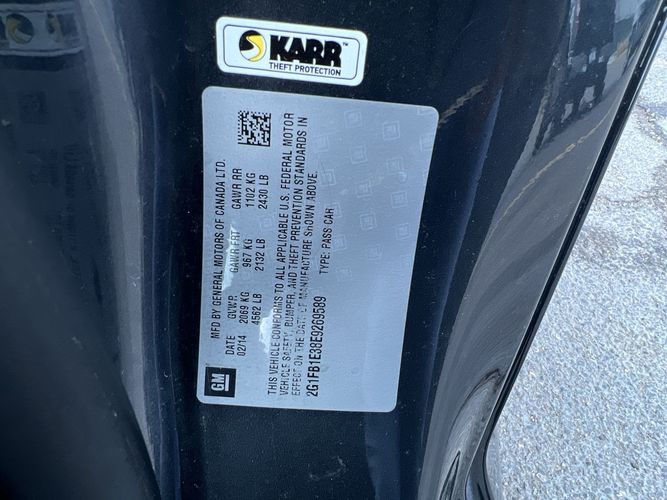 KARR™
THEFT PROTECTION
MFD BY GENERAL MOTORS OF CANADA LTD.
DATE GVWR GAWR FRT GAWR RR
02/14 2069 KG 967 KG 1102 KG
4562 LB 2132 LB 2430 LB
THIS VEHICLE CONFORMS TO ALL APPLICABLE U.S. FEDERAL MOTOR
VEHICLE SAFETY, BUMPER, AND THEFT PREVENTION STANDARDS IN
EFFECT ON THE DATE OF MANUFACTURE SHOWN ABOVE.
2G1FB1E38E9269589 TYPE: PASS CAR
GM